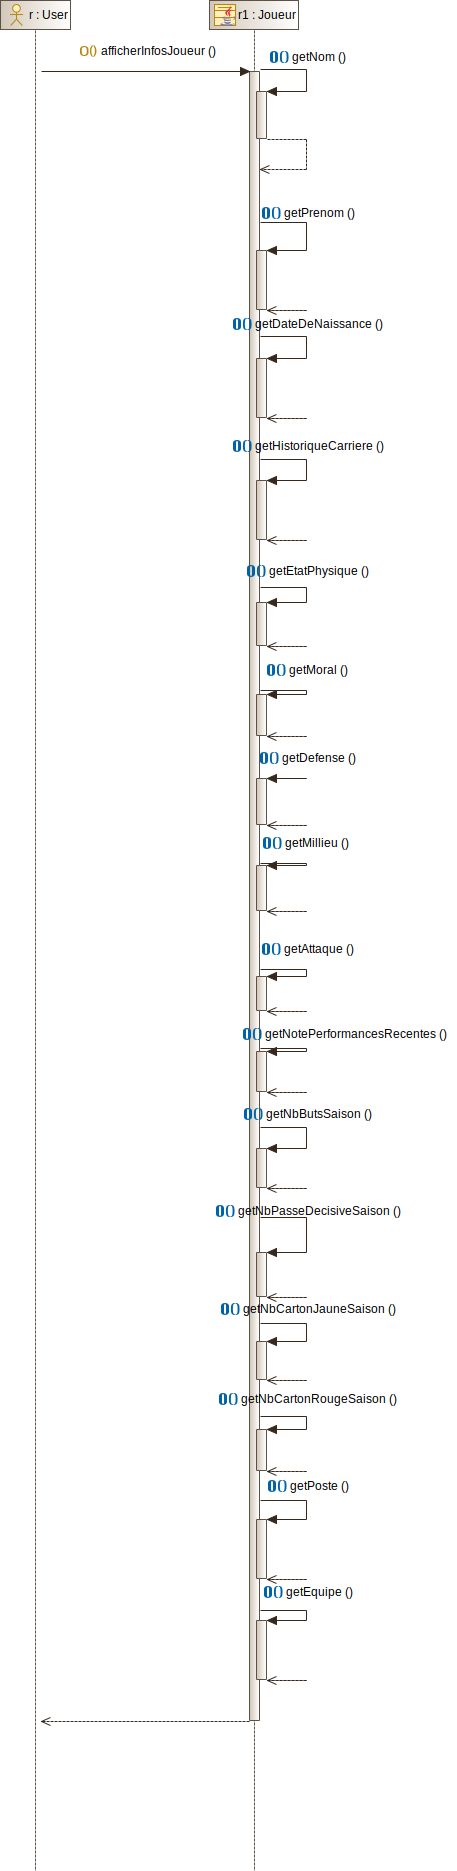 r : User
r1 : Joueur
afficherInfosJoueur ()
getNom ()
getPrenom ()
getDateDeNaissance ()
getHistoriqueCarriere ()
getEtatPhysique ()
getMoral ()
getDefense ()
getMillieu ()
getAttaque ()
getNotePerformancesRecentes ()
getNbButsSaison ()
getNbPasseDecisiveSaison ()
getNbCartonJauneSaison ()
getNbCartonRougeSaison ()
getPoste ()
getEquipe ()